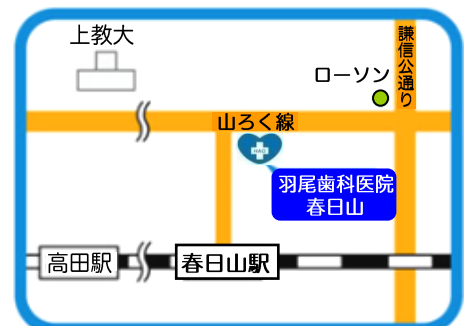 上教大
謙信公通り
ローソン
山ろく線
HAO
羽尾歯科医院
春日山
高田駅
春日山駅